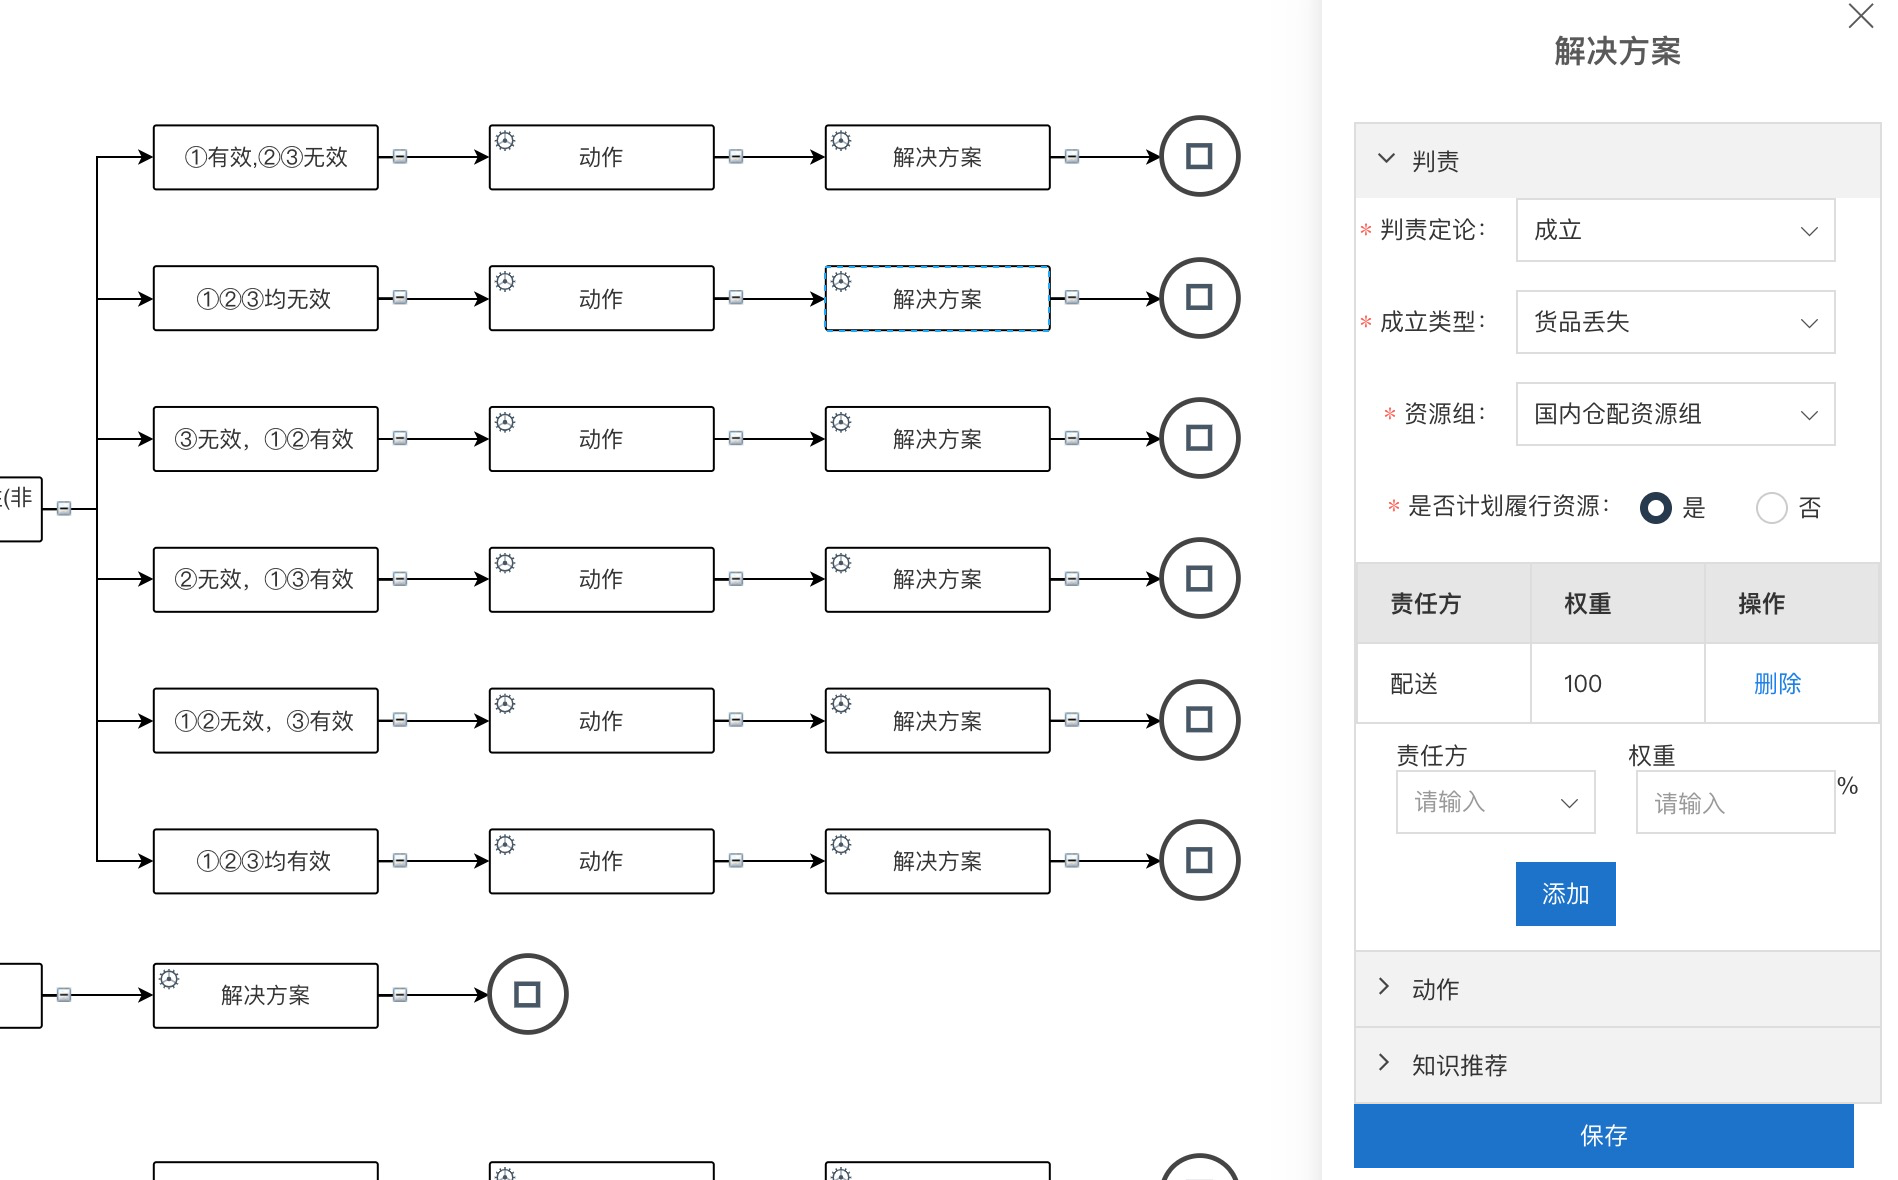 ①有效,②③无效
动作
解决方案
①②③均无效
动作
解决方案
③无效，①②有效
动作
解决方案
(非
②无效，①③有效
动作
解决方案
①②无效，③有效
动作
解决方案
①②③均有效
动作
解决方案
解决方案
解决方案
判责
* 判责定论：
成立
* 成立类型：
货品丢失
* 资源组：
国内仓配资源组
* 是否计划履行资源：
是
否
责任方 权重 操作
配送 100 删除
责任方 权重
请输入 请输入 %
添加
动作
知识推荐
保存